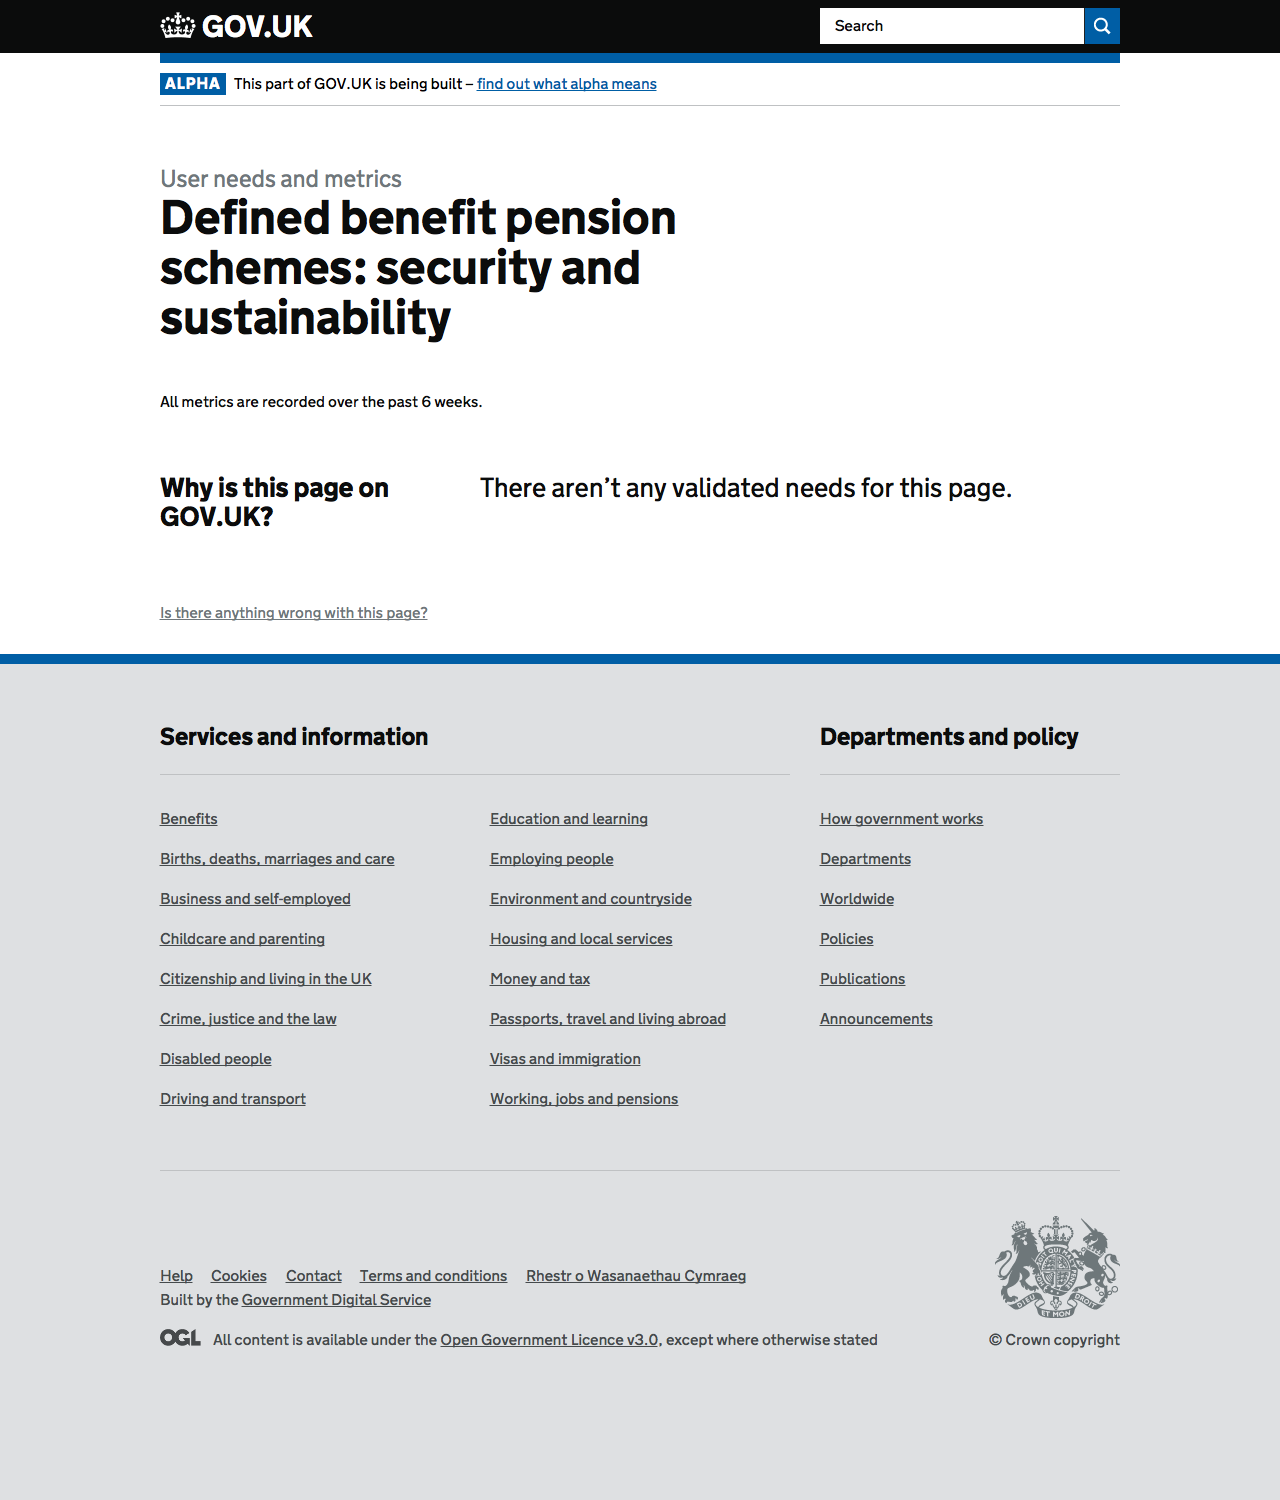 GOV.UK
Search
ALPHA This part of GOV.UK is being built – find out what alpha means
User needs and metrics
Defined benefit pension
schemes: security and
sustainability
All metrics are recorded over the past 6 weeks.
Why is this page on
GOV.UK?
There aren’t any validated needs for this page.
Is there anything wrong with this page?
Services and information
Benefits
Births, deaths, marriages and care
Business and self-employed
Childcare and parenting
Citizenship and living in the UK
Crime, justice and the law
Disabled people
Driving and transport
Education and learning
Employing people
Environment and countryside
Housing and local services
Money and tax
Passports, travel and living abroad
Visas and immigration
Working, jobs and pensions
Departments and policy
How government works
Departments
Worldwide
Policies
Publications
Announcements
Help Cookies Contact Terms and conditions Rhestr o Wasanaethau Cymraeg
Built by the Government Digital Service
OGL All content is available under the Open Government Licence v3.0, except where otherwise stated
DIEU ET MON DROIT
© Crown copyright